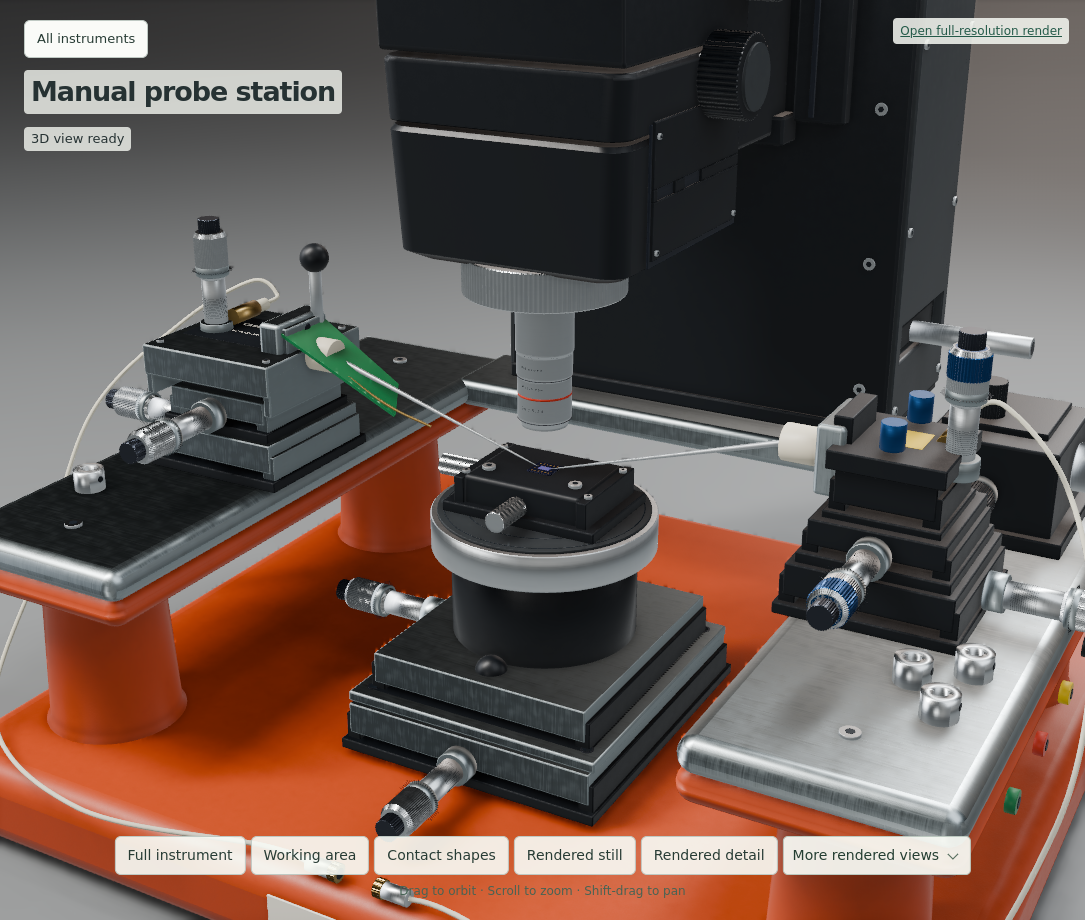 All instruments
Open full-resolution render
Manual probe station
3D view ready
Full instrument
Working area
Contact shapes
Rendered still
Rendered detail
More rendered views
Drag to orbit · Scroll to zoom · Shift-drag to pan